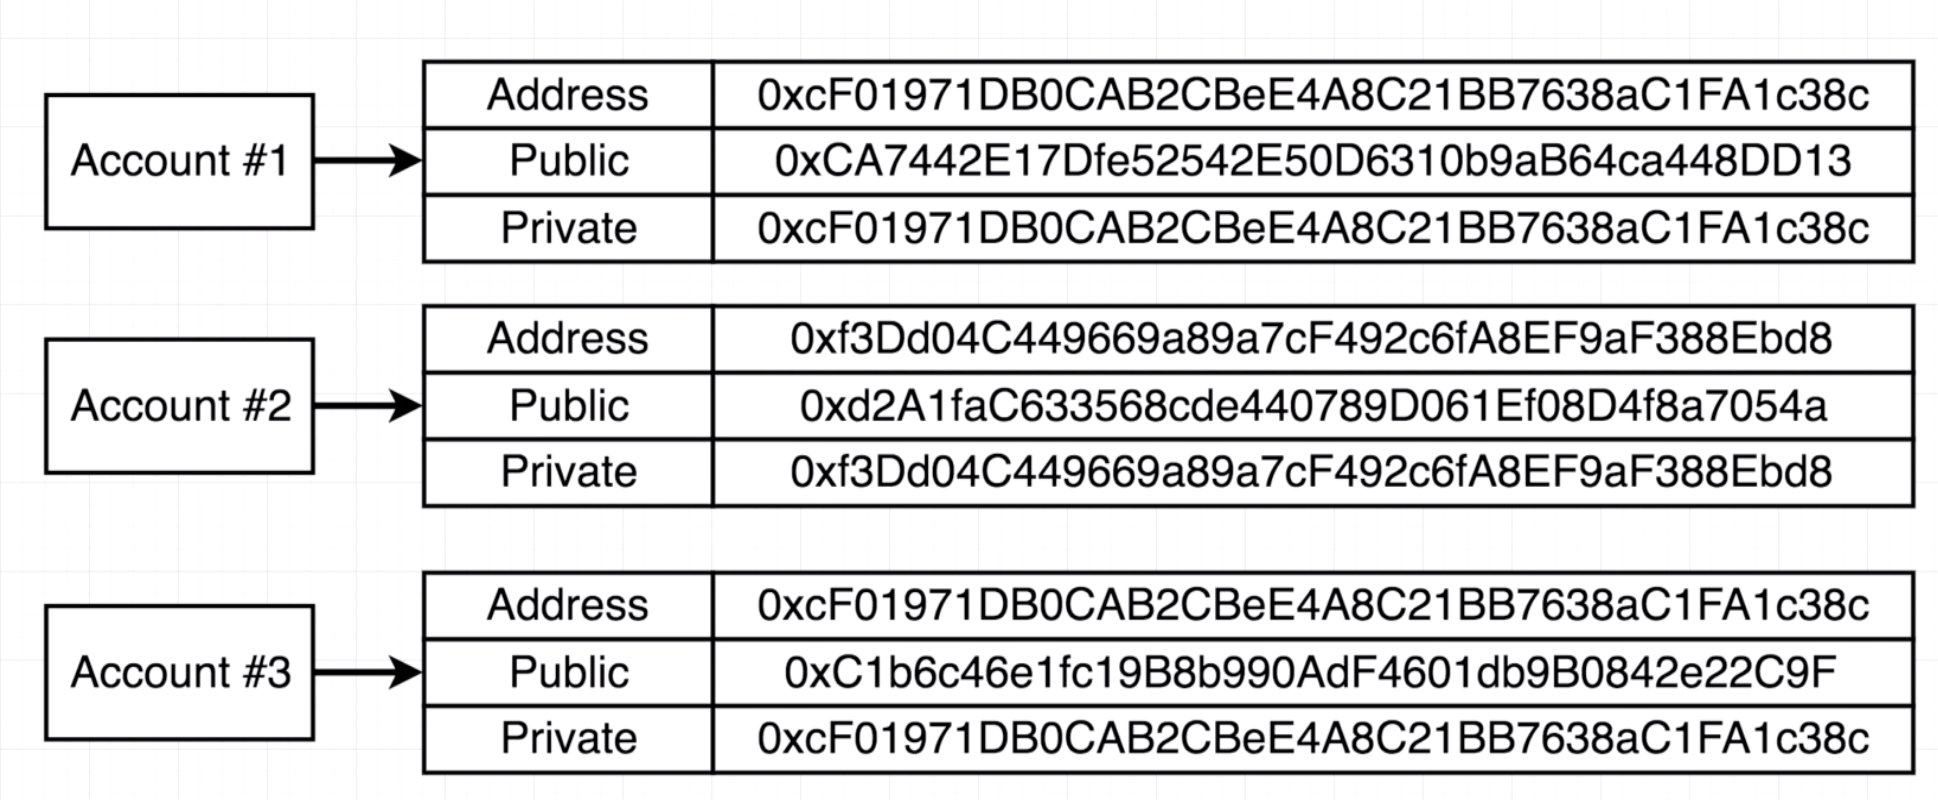 Address 0xcF01971DB0CAB2CBeE4A8C21BB7638aC1FA1c38c
Account #1 Public 0xCA7442E17Dfe52542E50D6310b9aB64ca448DD13
Private 0xcF01971DB0CAB2CBeE4A8C21BB7638aC1FA1c38c
Address 0xf3Dd04C449669a89a7cF492c6fA8EF9aF388Ebd8
Account #2 Public 0xd2A1faC633568cde440789D061Ef08D4f8a7054a
Private 0xf3Dd04C449669a89a7cF492c6fA8EF9aF388Ebd8
Address 0xcF01971DB0CAB2CBeE4A8C21BB7638aC1FA1c38c
Account #3 Public 0xC1b6c46e1fc19B8b990AdF4601db9B0842e22C9F
Private 0xcF01971DB0CAB2CBeE4A8C21BB7638aC1FA1c38c